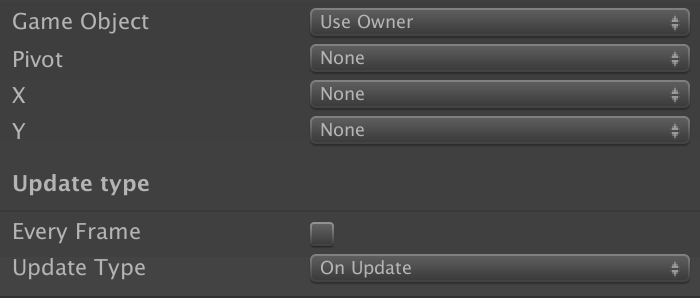 Game Object Use Owner
Pivot None
X None
Y None
Update type
Every Frame
Update Type On Update